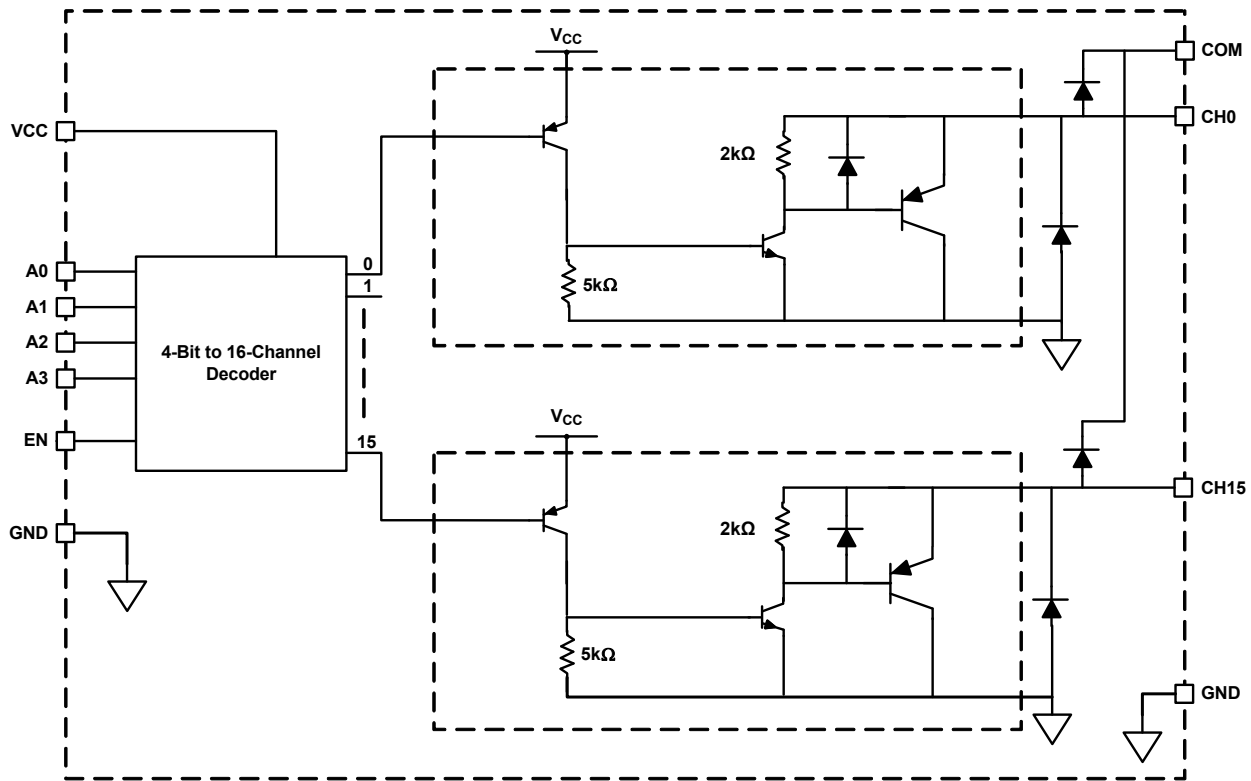 VCC
COM
VCC
CH0
2kΩ
A0
0
5kΩ
A1
1
A2
4-Bit to 16-Channel
Decoder
A3
VCC
EN
15
CH15
2kΩ
GND
5kΩ
GND